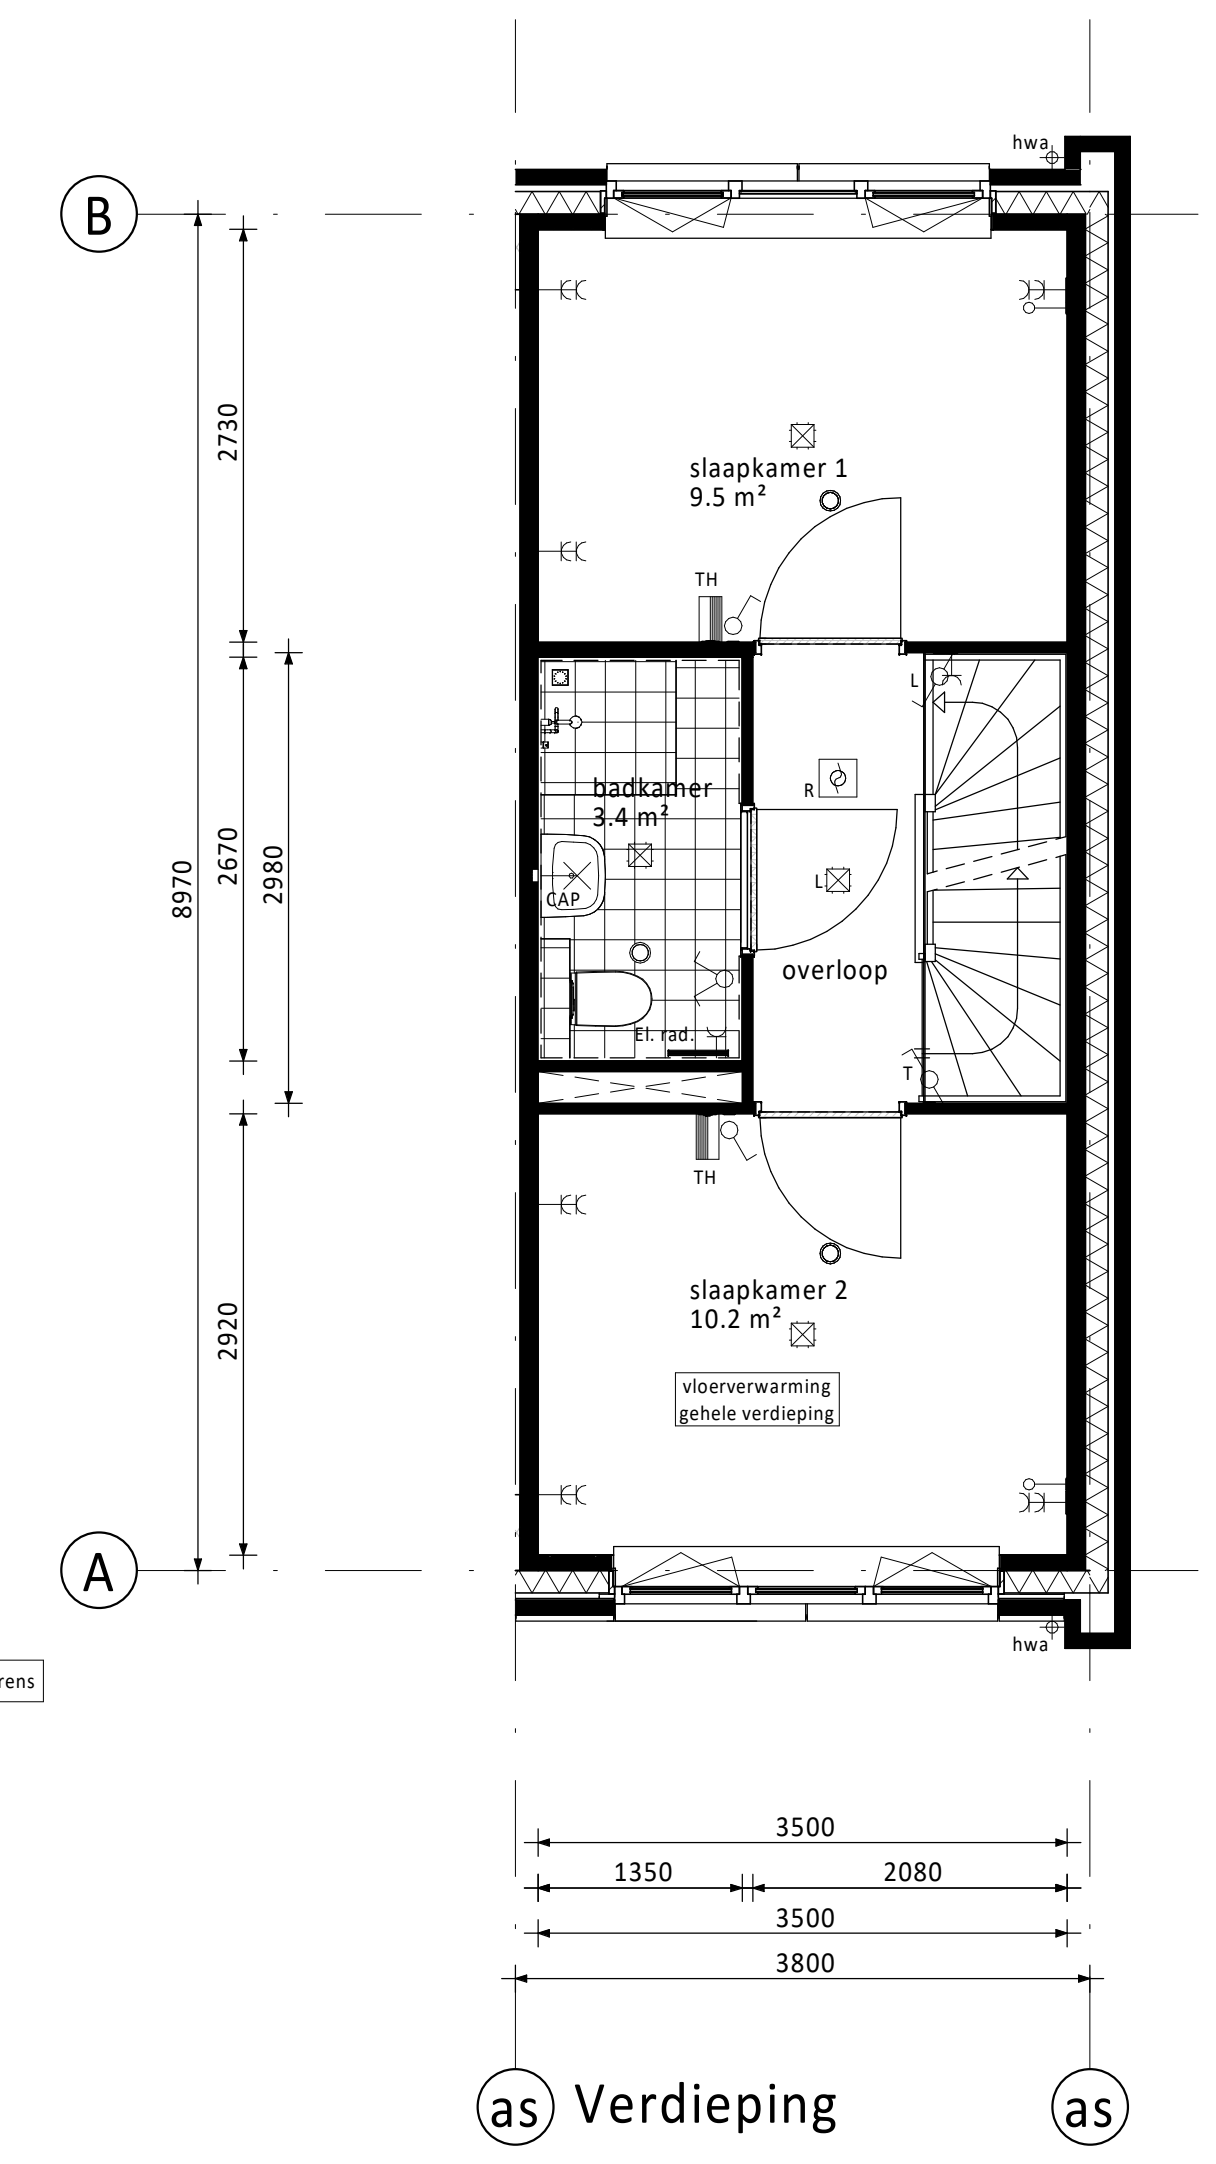 hwa
B
2730
slaapkamer 1
9.5 m²
TH
L
R
badkamer
3.4 m²
8970
2670
2980
L
CAP
overloop
El. rad.
T
TH
slaapkamer 2
10.2 m²
2920
vloerverwarming
gehele verdieping
A
hwa
rens
3500
1350
2080
3500
3800
as
Verdieping
as